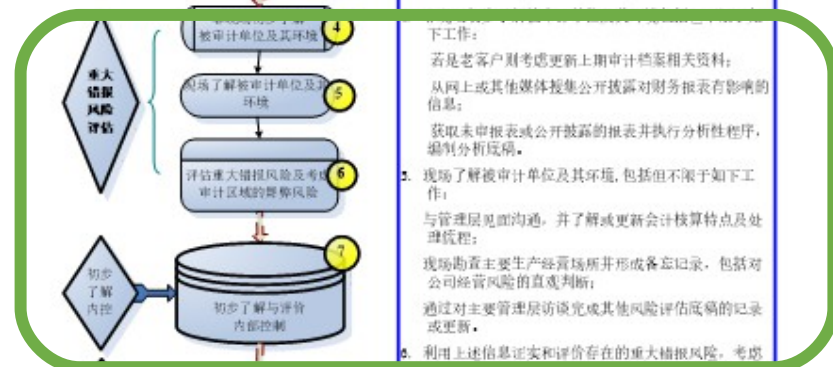 被审计单位及其环境
4
重大
错报
风险
评估
现场了解被审计单位及其
环境
5
评估重大错报风险及考虑
审计区域的舞弊风险
6
初步
了解
内控
初步了解与评价
内部控制
7
下工作:
若是老客户则考虑更新上期审计档案相关资料;
从网上或其他媒体搜集公开披露对财务报表有影响的
信息;
获取未审报表或公开披露的报表并执行分析性程序,
编制分析底稿。
5. 现场了解被审计单位及其环境,包括但不限于如下工
作:
与管理层见面沟通,并了解或更新会计核算特点及处
理流程;
现场勘查主要生产经营场所并形成备忘记录,包括对
公司经营风险的直观判断;
通过对主要管理层访谈完成其他风险评估底稿的记录
或更新。
6. 利用上述信息证实和评价存在的重大错报风险,考虑